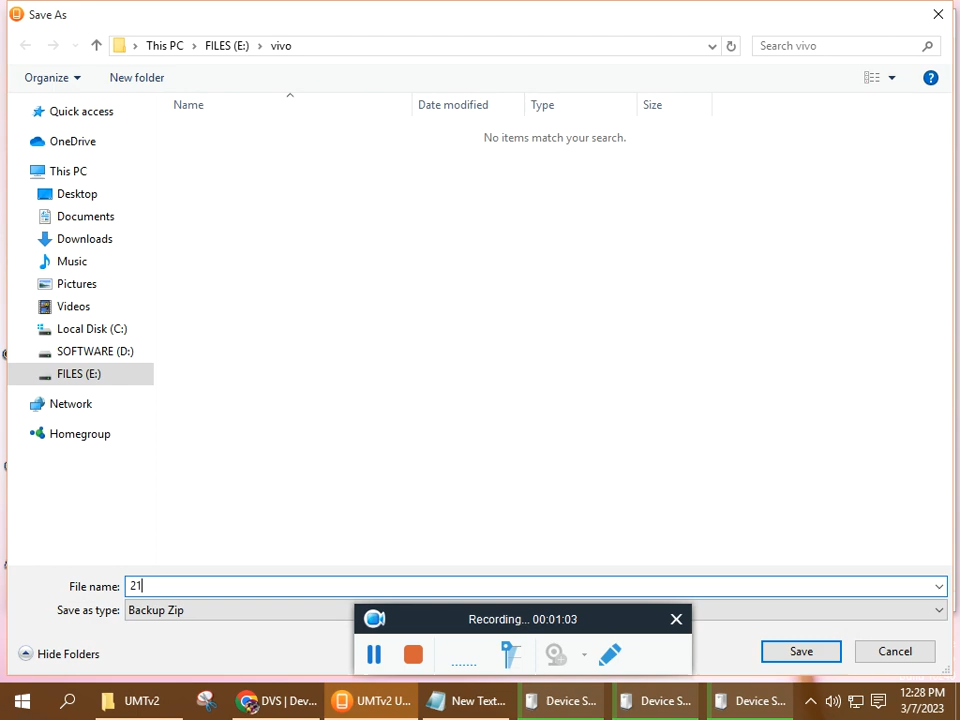 Save As
This PC
FILES (E:)
vivo
Search vivo
Organize
New folder
?
Name
Date modified
Type
Size
No items match your search.
Quick access
OneDrive
This PC
Desktop
Documents
Downloads
Music
Pictures
Videos
Local Disk (C:)
SOFTWARE (D:)
FILES (E:)
Network
Homegroup
File name: 21
Save as type: Backup Zip
Recording... 00:01:03
Hide Folders
Save
Cancel
UMTv2
DVS | Dev...
UMTv2 U...
New Text...
Device S...
Device S...
Device S...
12:28 PM
3/7/2023